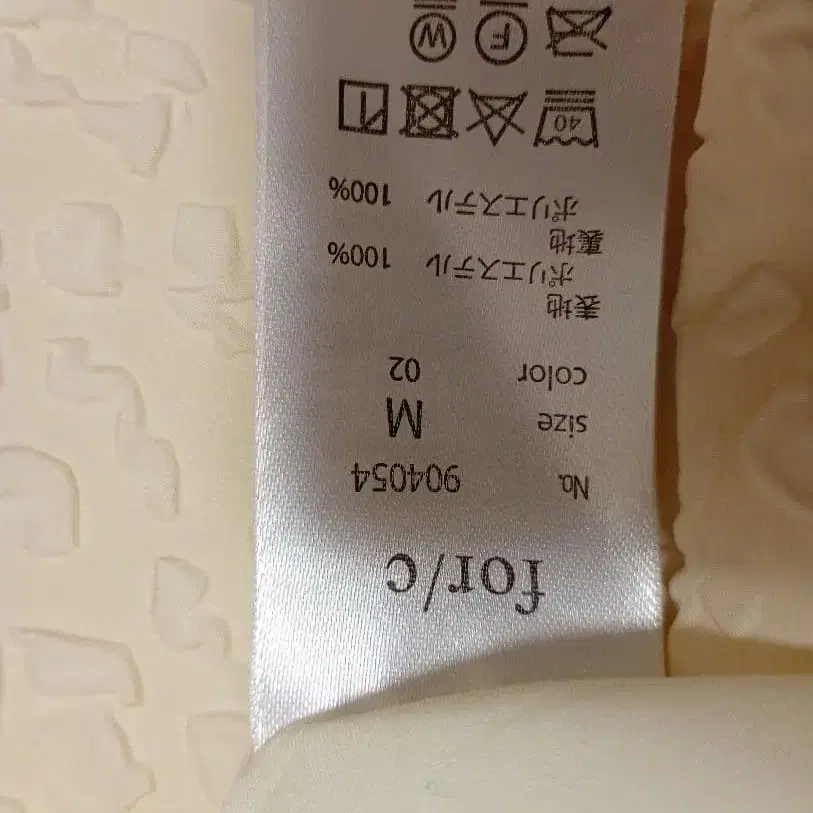 for/c
No. 904054
size M
color 02
表地
ポリエステル 100%
裏地
ポリエステル 100%
40
F W